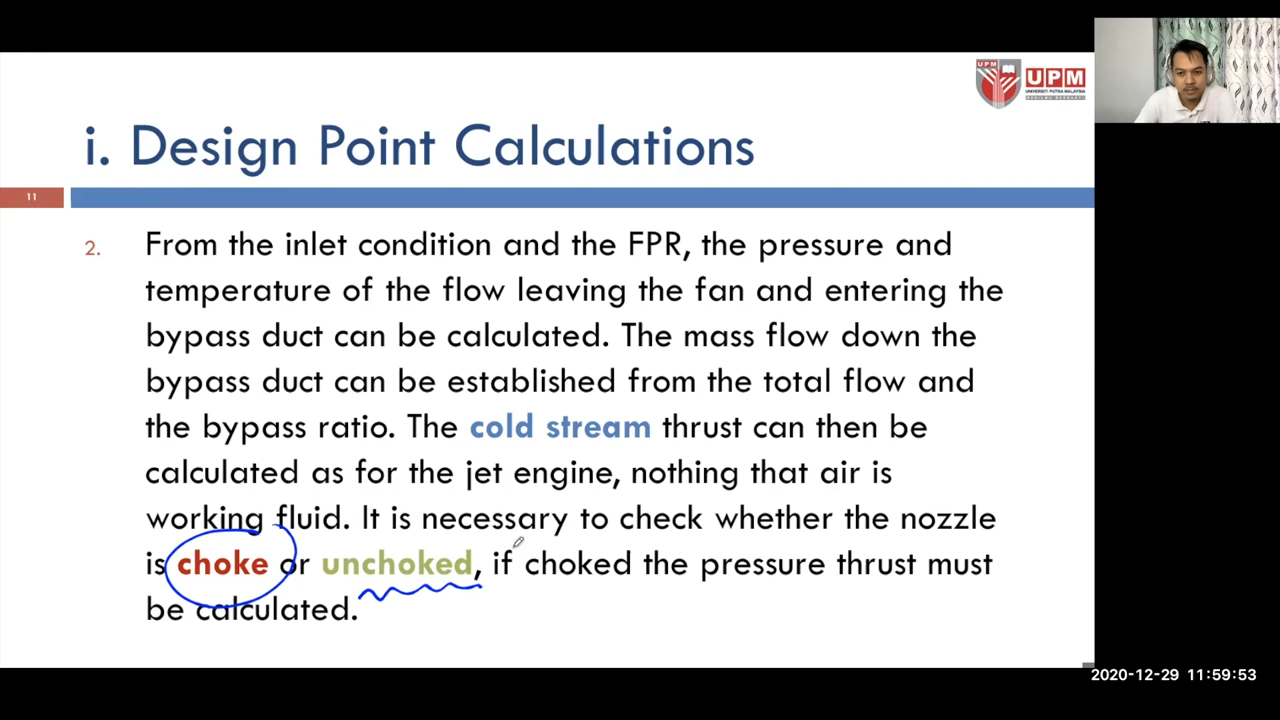 UPM
UPM
UNIVERSITI PUTRA MALAYSIA
i. Design Point Calculations
11
2. From the inlet condition and the FPR, the pressure and
temperature of the flow leaving the fan and entering the
bypass duct can be calculated. The mass flow down the
bypass duct can be established from the total flow and
the bypass ratio. The cold stream thrust can then be
calculated as for the jet engine, nothing that air is
working fluid. It is necessary to check whether the nozzle
is choke or unchoked, if choked the pressure thrust must
be calculated.
2020-12-29 11:59:53